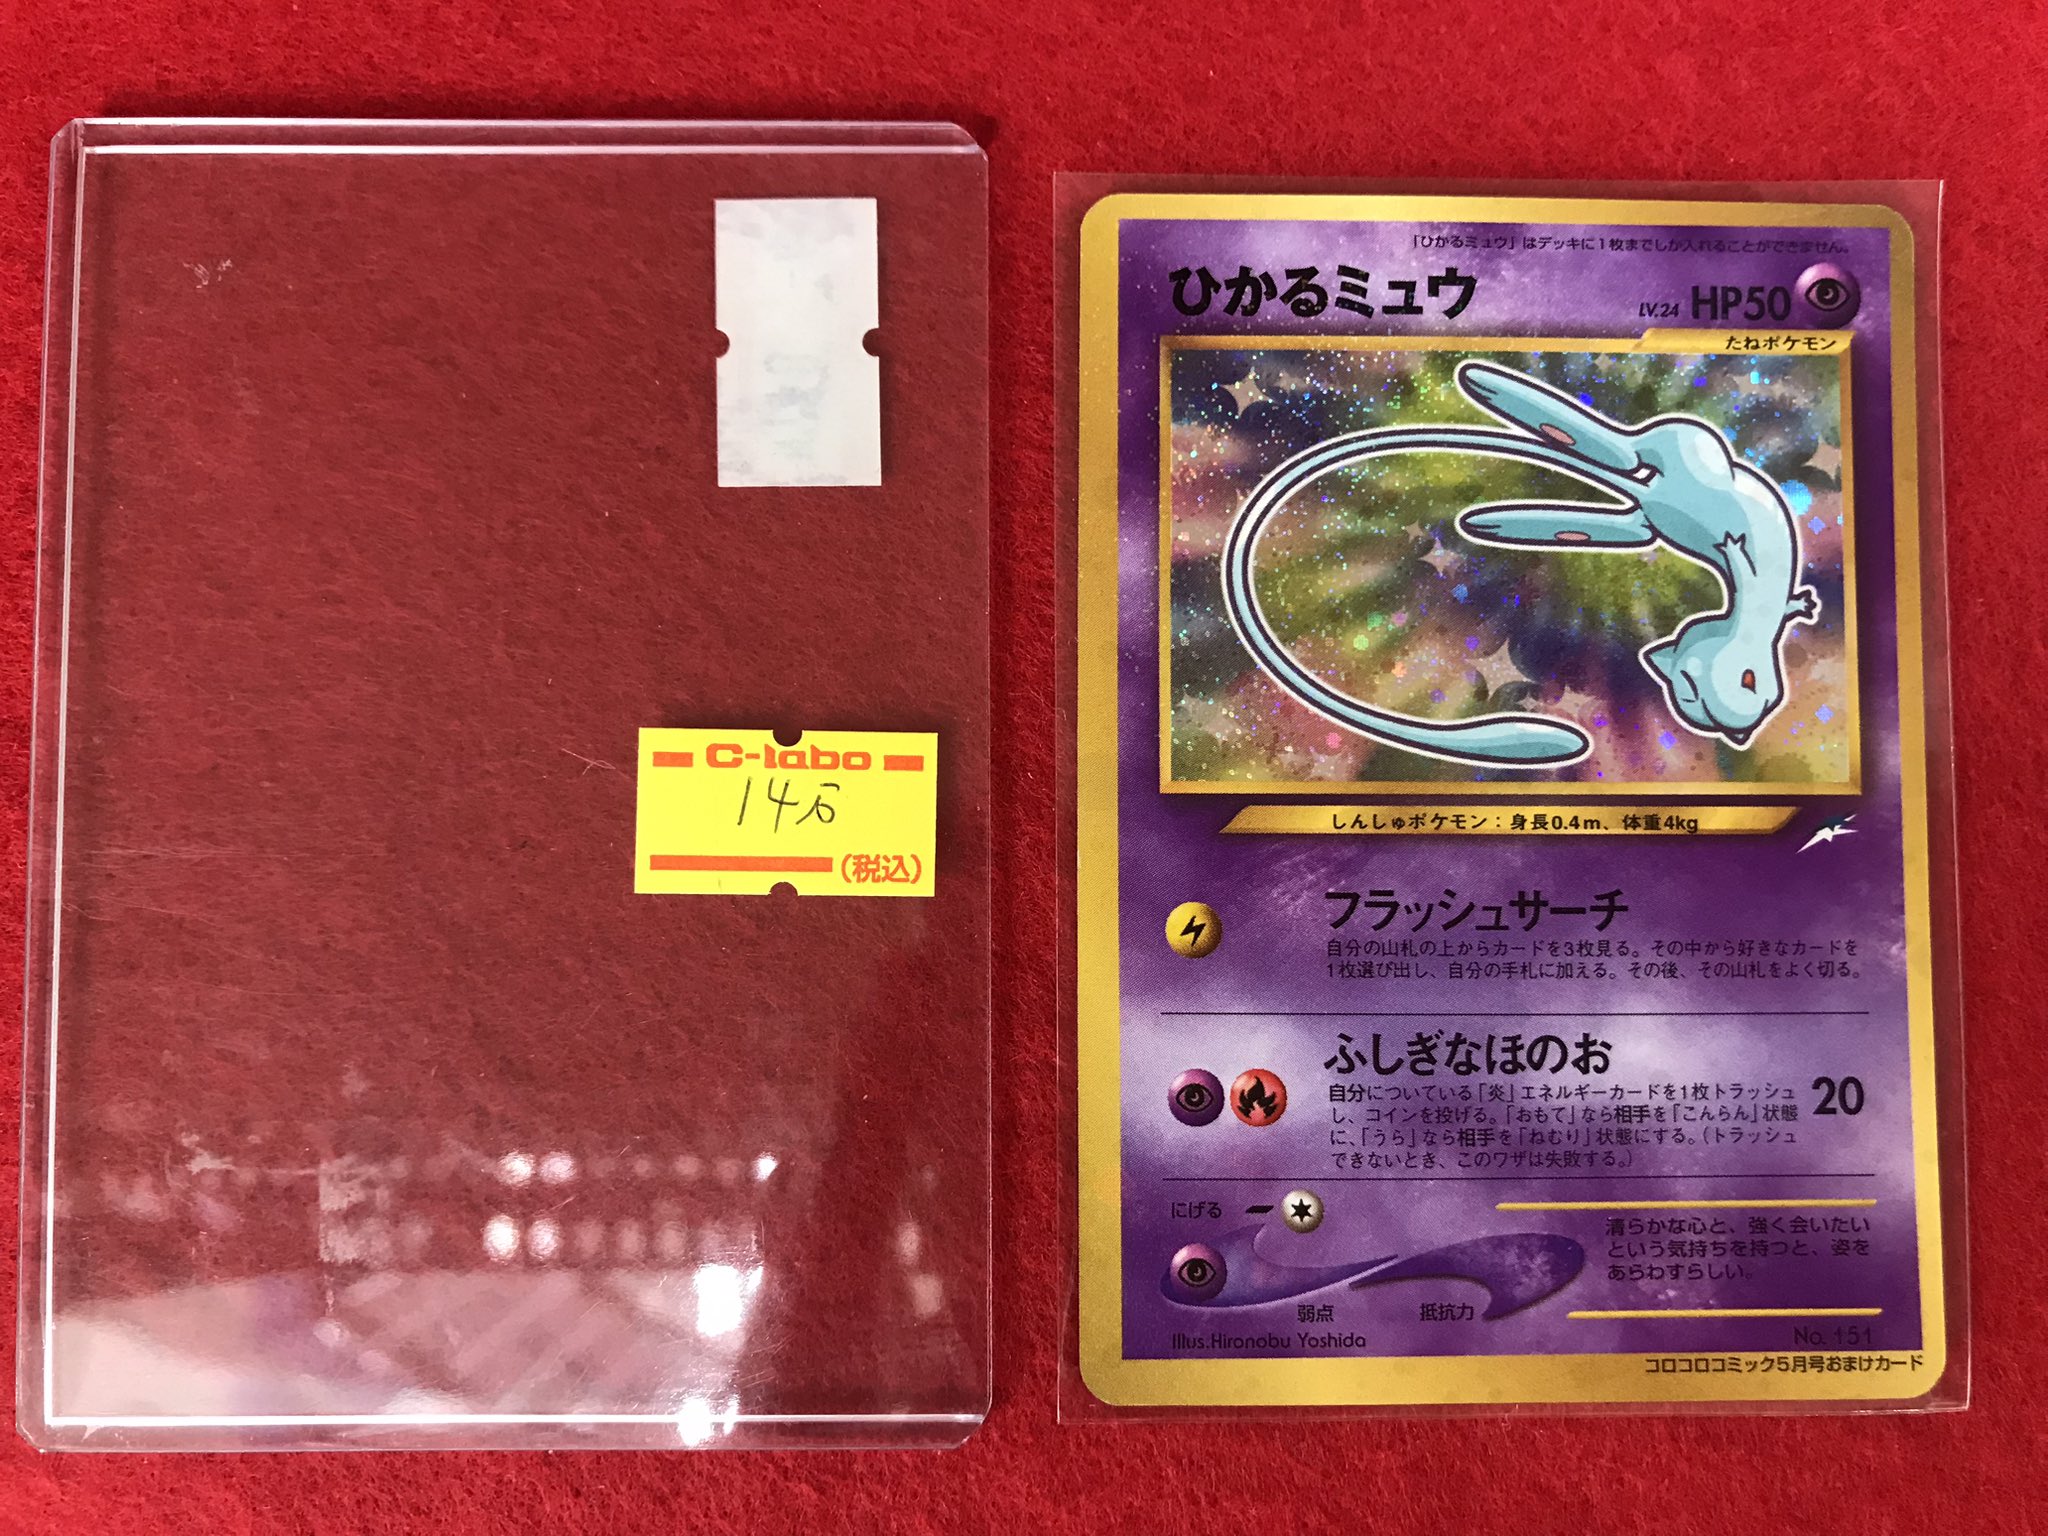 C-labo
14万
(税込)
「ひかるミュウ」はデッキに1枚までしか入れることができません。
ひかるミュウ
LV.24 HP50
たねポケモン
しんしゅポケモン：身長0.4m、体重4kg
フラッシュサーチ
自分の山札の上からカードを3枚見る。その中から好きなカードを
1枚選び出し、自分の手札に加える。その後、その山札をよく切る。
ふしぎなほのお
自分についている「炎」エネルギーカードを1枚トラッシュ
し、コインを投げる。「おもて」なら相手を「こんらん」状態
に、「うら」なら相手を「ねむり」状態にする。（トラッシュ
できないとき、このワザは失敗する。）
20
にげる
清らかな心と、強く会いたい
という気持ちを持つと、姿を
あらわすらしい。
弱点 抵抗力
Illus.Hironobu Yoshida
No. 151
コロコロコミック5月号おまけカード